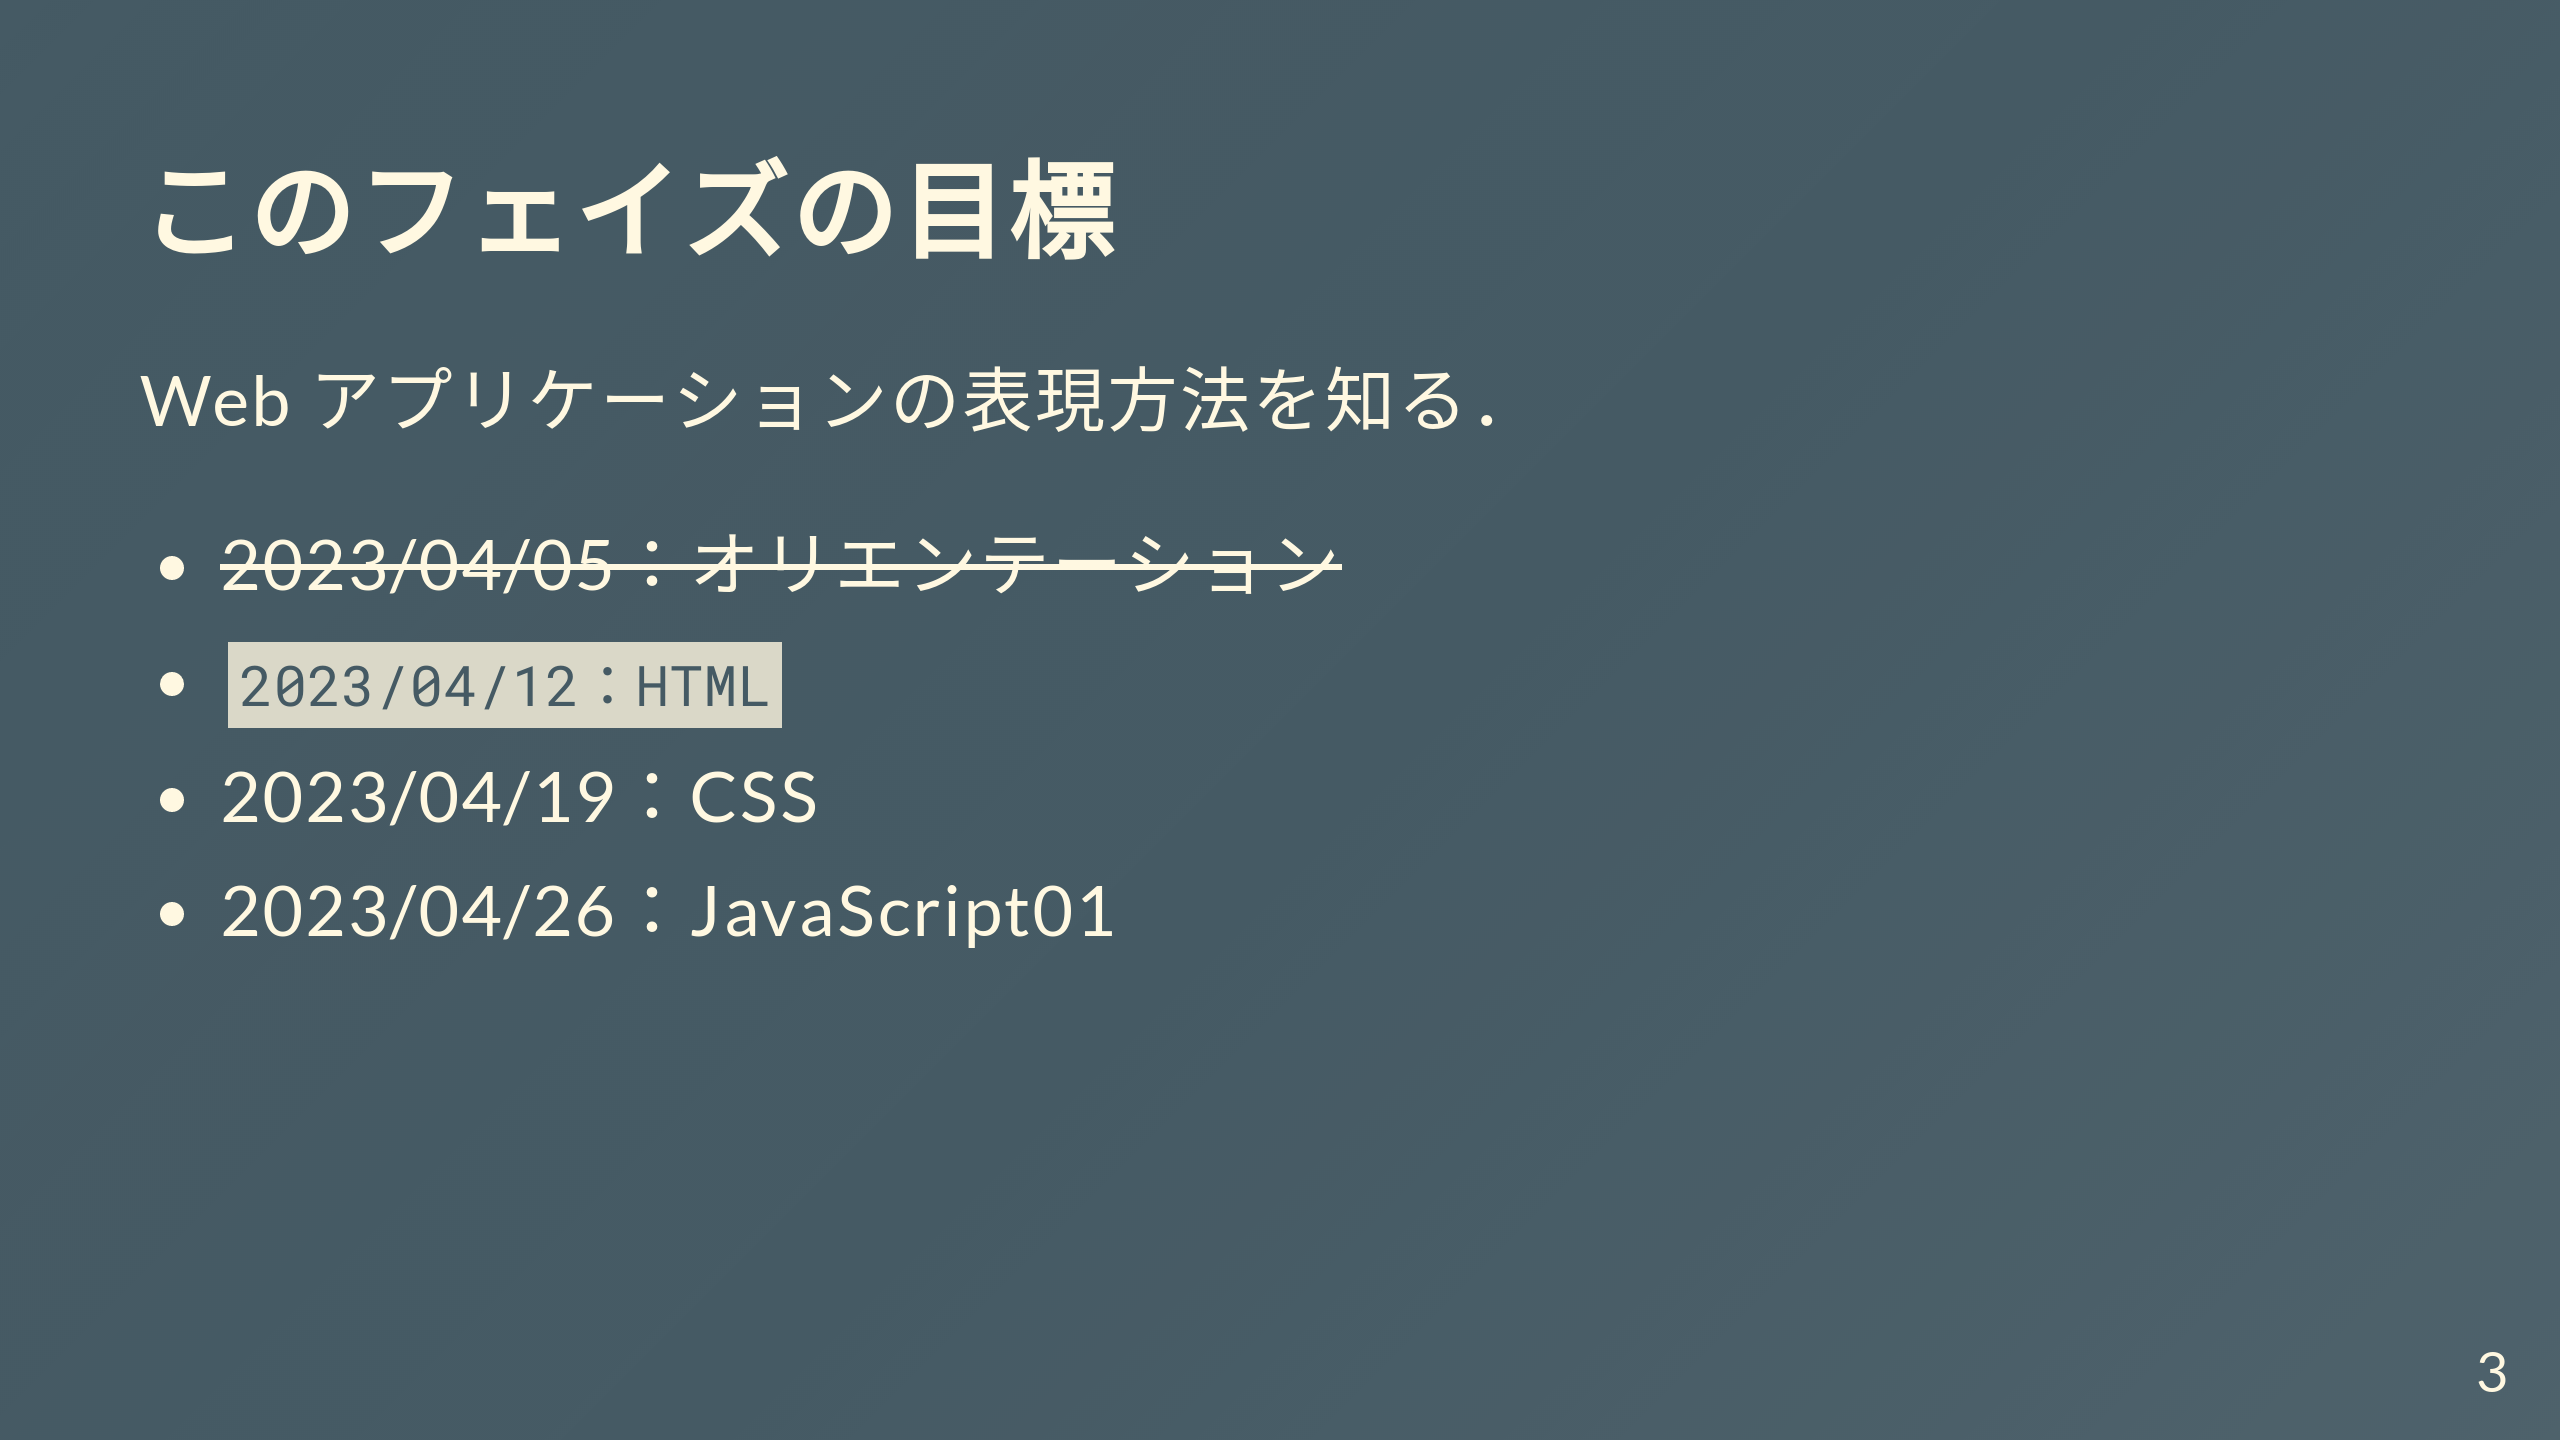 このフェイズの目標
Web アプリケーションの表現方法を知る．
2023/04/05：オリエンテーション
2023/04/12：HTML
2023/04/19：CSS
2023/04/26：JavaScript01
3